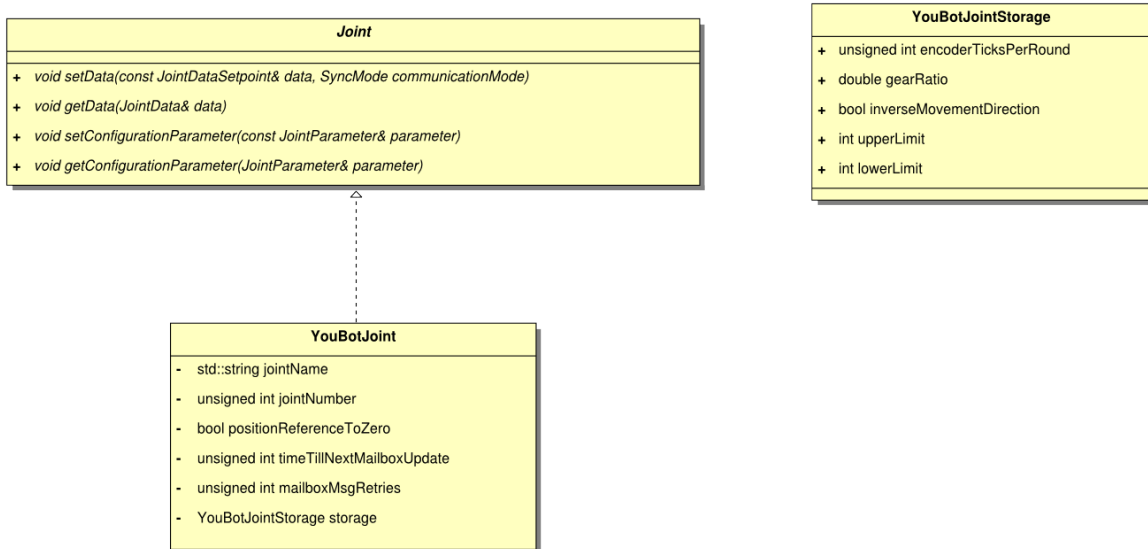 Joint
+ void setData(const JointDataSetpoint& data, SyncMode communicationMode)
+ void getData(JointData& data)
+ void setConfigurationParameter(const JointParameter& parameter)
+ void getConfigurationParameter(JointParameter& parameter)
YouBotJointStorage
+ unsigned int encoderTicksPerRound
+ double gearRatio
+ bool inverseMovementDirection
+ int upperLimit
+ int lowerLimit
YouBotJoint
- std::string jointName
- unsigned int jointNumber
- bool positionReferenceToZero
- unsigned int timeTillNextMailboxUpdate
- unsigned int mailboxMsgRetries
- YouBotJointStorage storage